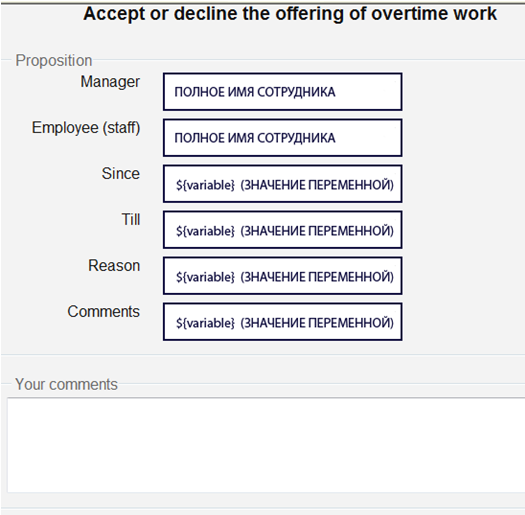 Accept or decline the offering of overtime work
Proposition
Manager ПОЛНОЕ ИМЯ СОТРУДНИКА
Employee (staff) ПОЛНОЕ ИМЯ СОТРУДНИКА
Since ${variable} (ЗНАЧЕНИЕ ПЕРЕМЕННОЙ)
Till ${variable} (ЗНАЧЕНИЕ ПЕРЕМЕННОЙ)
Reason ${variable} (ЗНАЧЕНИЕ ПЕРЕМЕННОЙ)
Comments ${variable} (ЗНАЧЕНИЕ ПЕРЕМЕННОЙ)
Your comments